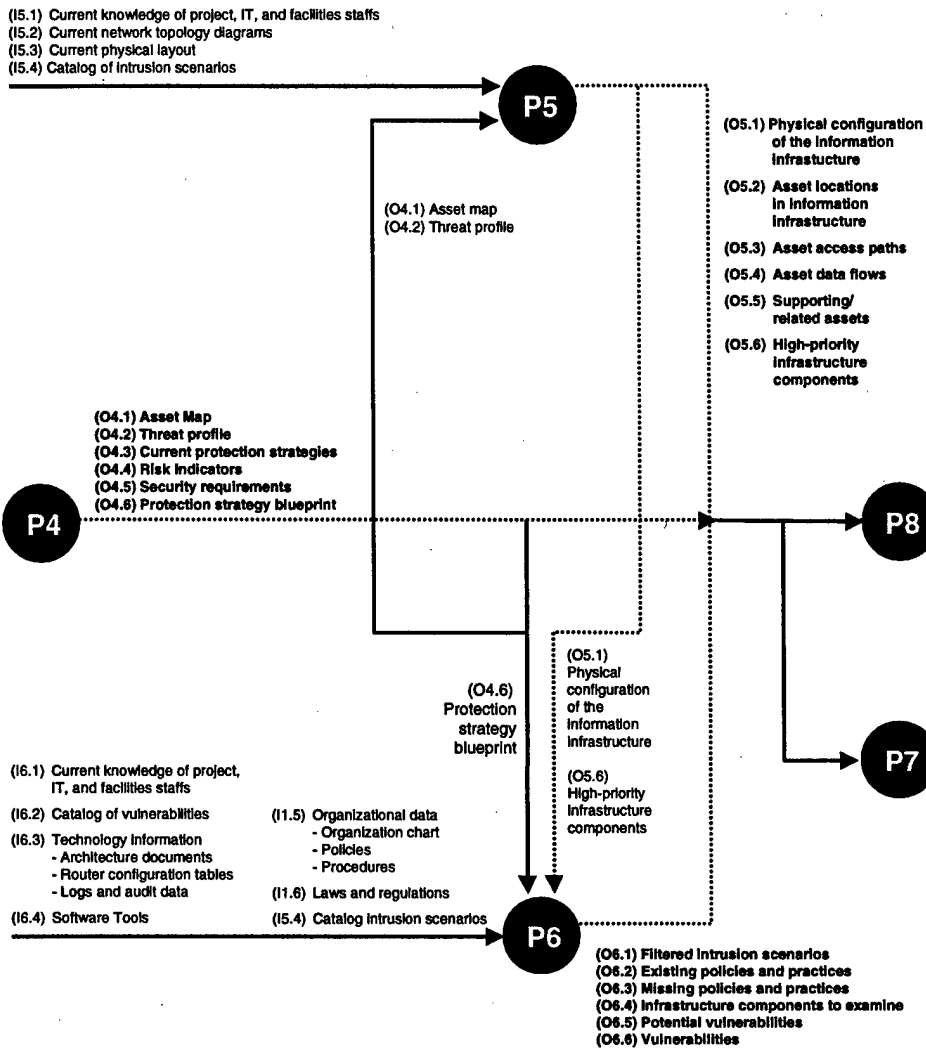 (I5.1) Current knowledge of project, IT, and facilities staffs
(I5.2) Current network topology diagrams
(I5.3) Current physical layout
(I5.4) Catalog of intrusion scenarios
P5
(O5.1) Physical configuration
of the information
infrastucture
(O5.2) Asset locations
in information
infrastructure
(O5.3) Asset access paths
(O5.4) Asset data flows
(O5.5) Supporting/
related assets
(O5.6) High-priority
infrastructure
components
(O4.1) Asset map
(O4.2) Threat profile
(O4.1) Asset Map
(O4.2) Threat profile
(O4.3) Current protection strategies
(O4.4) Risk indicators
(O4.5) Security requirements
(O4.6) Protection strategy blueprint
P4
P8
(O4.6)
Protection
strategy
blueprint
(O5.1)
Physical
configuration
of the
information
infrastructure
(O5.6)
High-priority
infrastructure
components
P7
(I6.1) Current knowledge of project,
IT, and facilities staffs
(I6.2) Catalog of vulnerabilities
(I6.3) Technology information
- Architecture documents
- Router configuration tables
- Logs and audit data
(I6.4) Software Tools
(I1.5) Organizational data
- Organization chart
- Policies
- Procedures
(I1.6) Laws and regulations
(I5.4) Catalog intrusion scenarios
P6
(O6.1) Filtered intrusion scenarios
(O6.2) Existing policies and practices
(O6.3) Missing policies and practices
(O6.4) Infrastructure components to examine
(O6.5) Potential vulnerabilities
(O6.6) Vulnerabilities